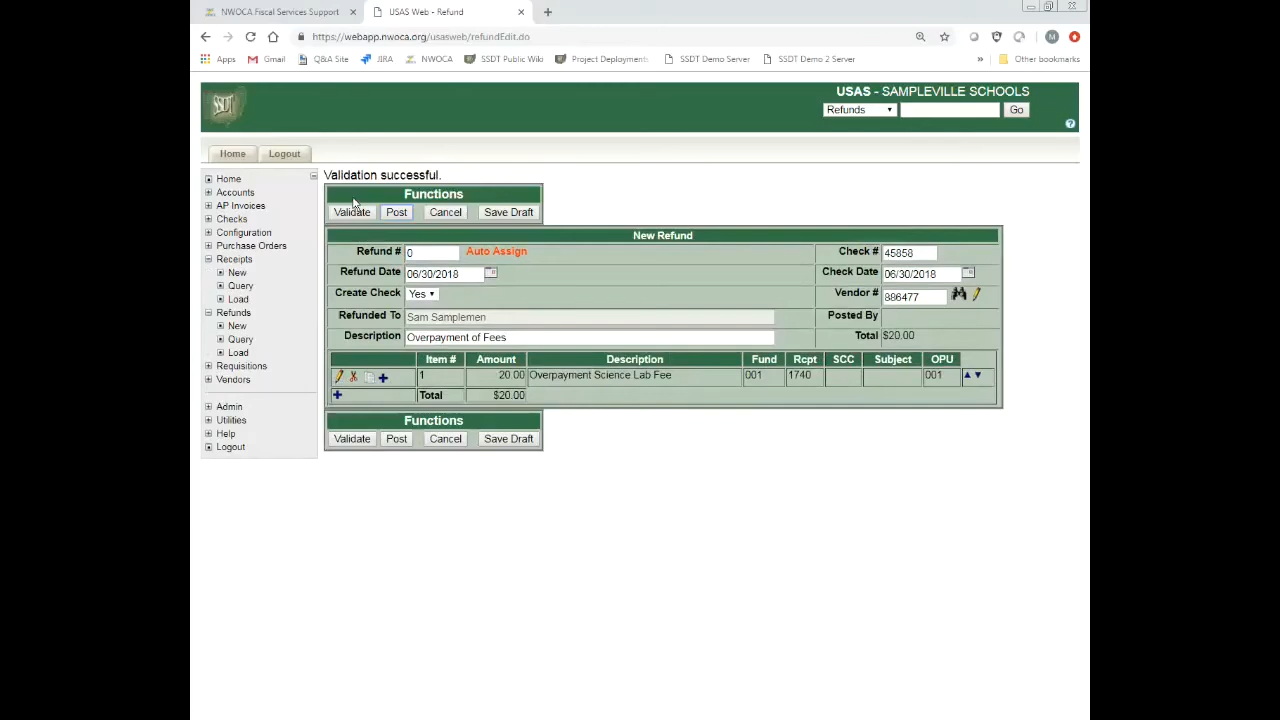 NWOCA Fiscal Services Support × USAS Web - Refund × +
https://webapp.nwoca.org/usasweb/refundEdit.do M
Apps Gmail Q&A Site JIRA NWOCA SSDT Public Wiki Project Deployments SSDT Demo Server SSDT Demo 2 Server » Other bookmarks
SSDT
USAS - SAMPLEVILLE SCHOOLS
Refunds Go
?
Home Logout
Home
Accounts
AP Invoices
Checks
Configuration
Purchase Orders
Receipts
New
Query
Load
Refunds
New
Query
Load
Requisitions
Vendors
Admin
Utilities
Help
Logout
Validation successful.
Functions
Validate Post Cancel Save Draft
New Refund
Refund # 0 Auto Assign Check # 45858
Refund Date 06/30/2018 Check Date 06/30/2018
Create Check Yes Vendor # 886477
Refunded To Sam Samplemen Posted By
Description Overpayment of Fees Total $20.00
Item # Amount Description Fund Rcpt SCC Subject OPU
1 20.00 Overpayment Science Lab Fee 001 1740 001
Total $20.00
Functions
Validate Post Cancel Save Draft